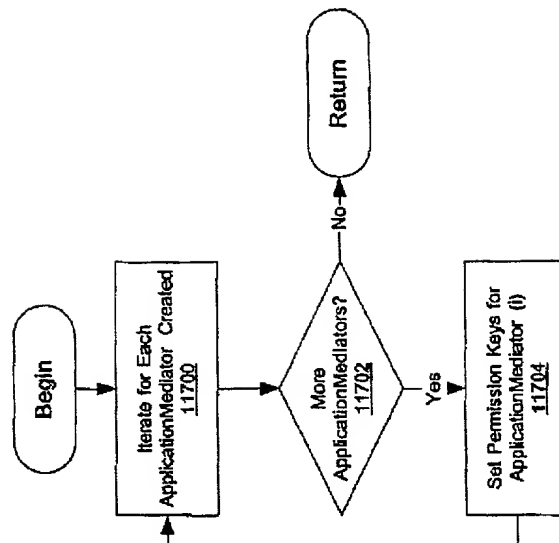 Begin
Iterate for Each
ApplicationMediator Created
11700
More
ApplicationMediators?
11702
No
Return
Yes
Set Permission Keys for
ApplicationMediator (i)
11704